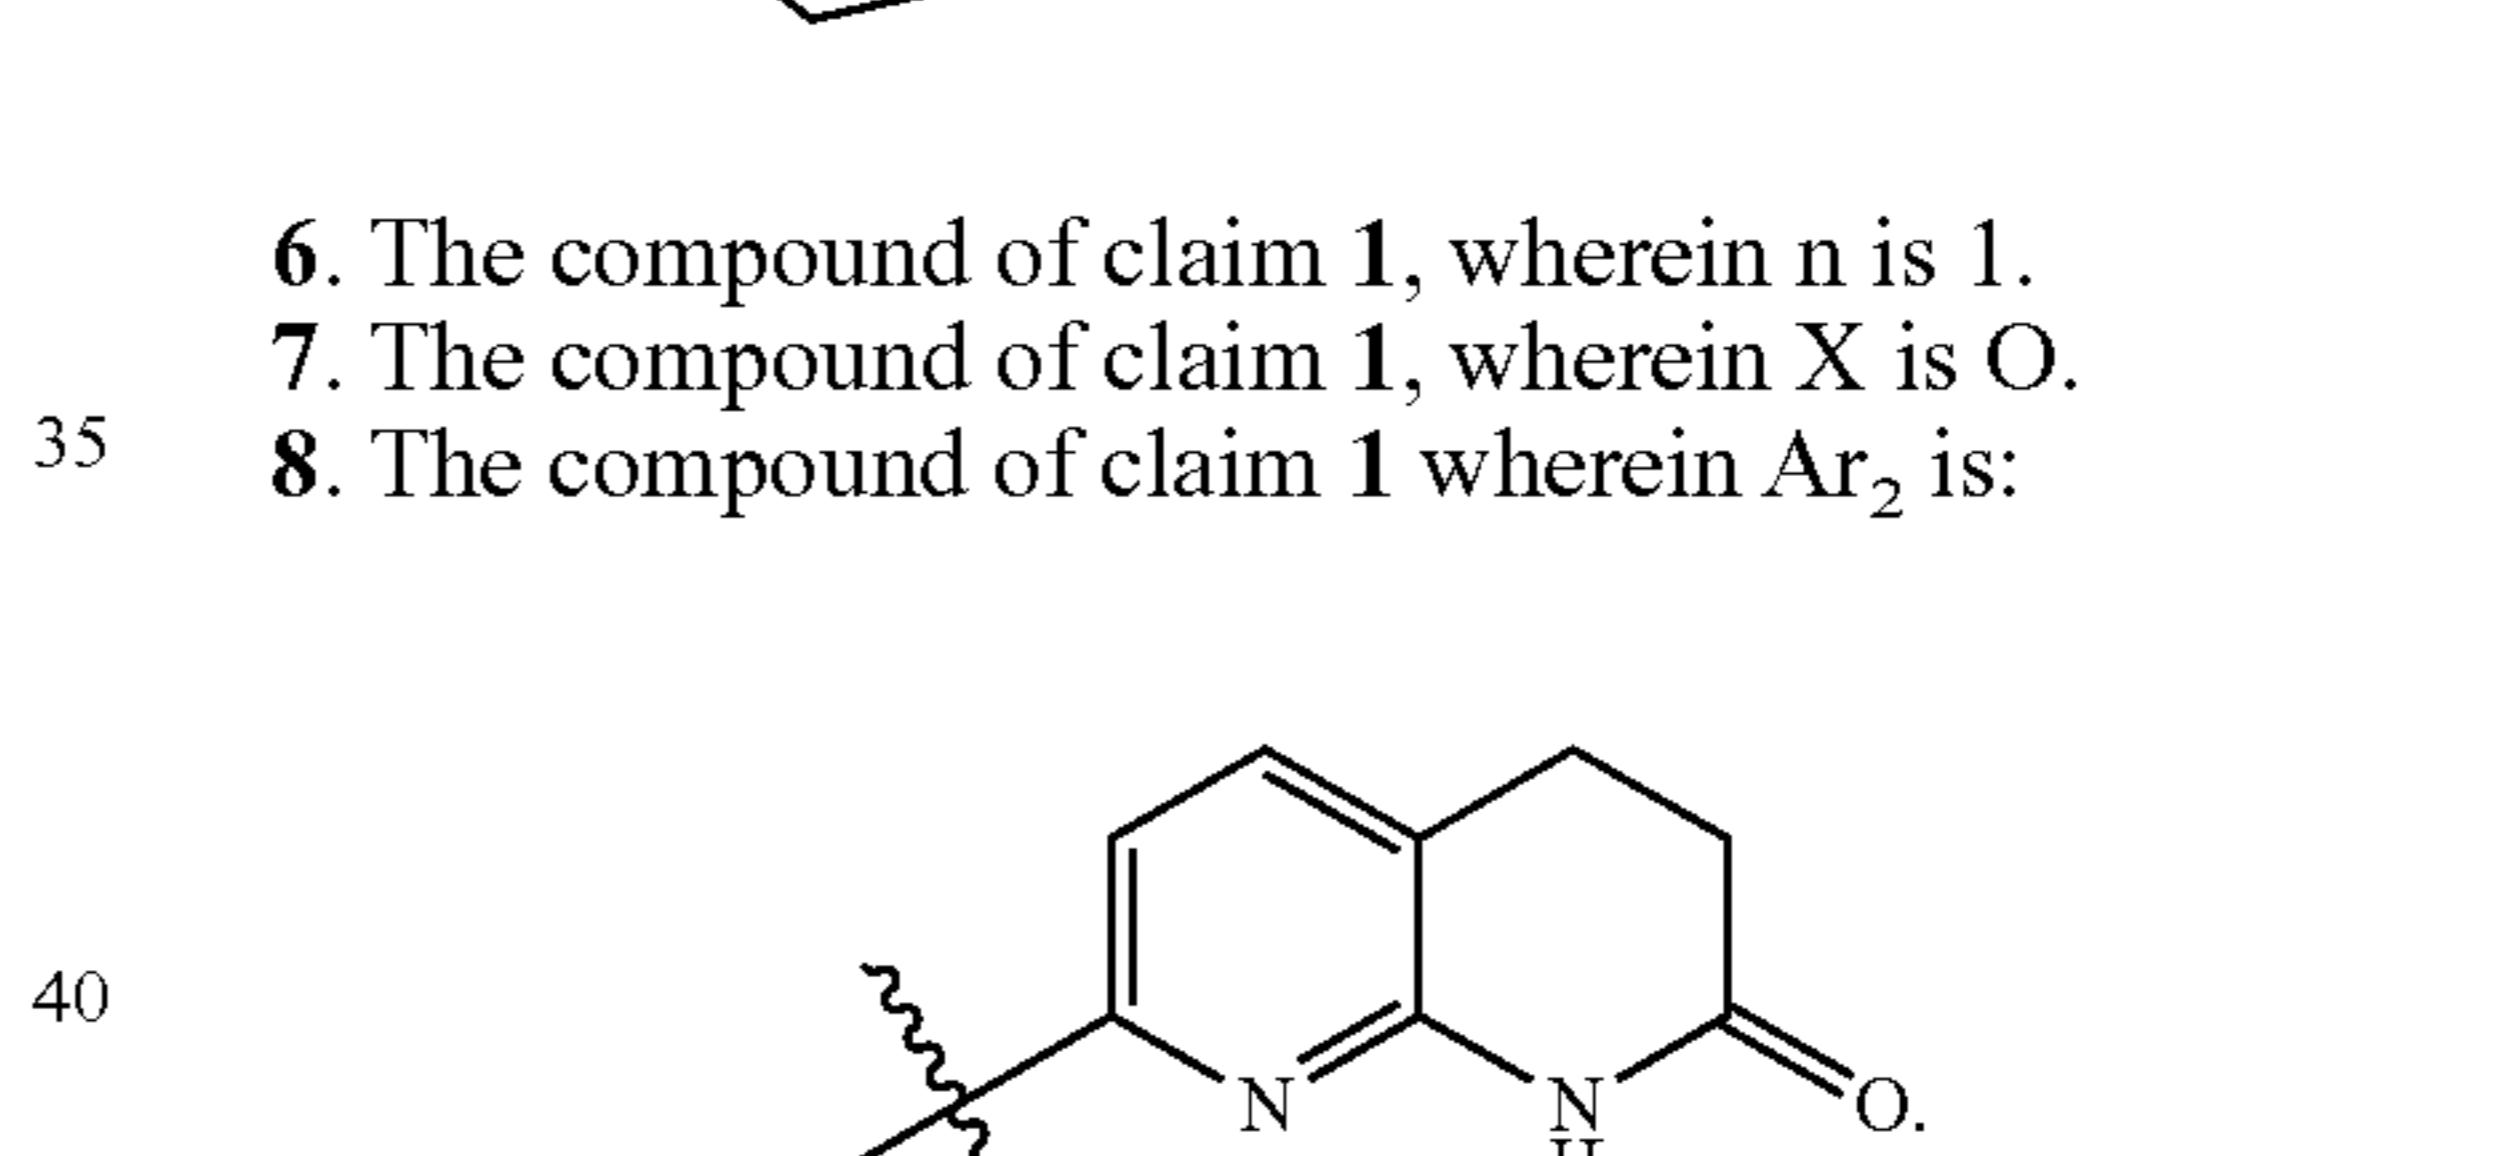 6. The compound of claim 1, wherein n is 1.
7. The compound of claim 1, wherein X is O.
35
8. The compound of claim 1 wherein Ar₂ is:
40
N
N
H
O.